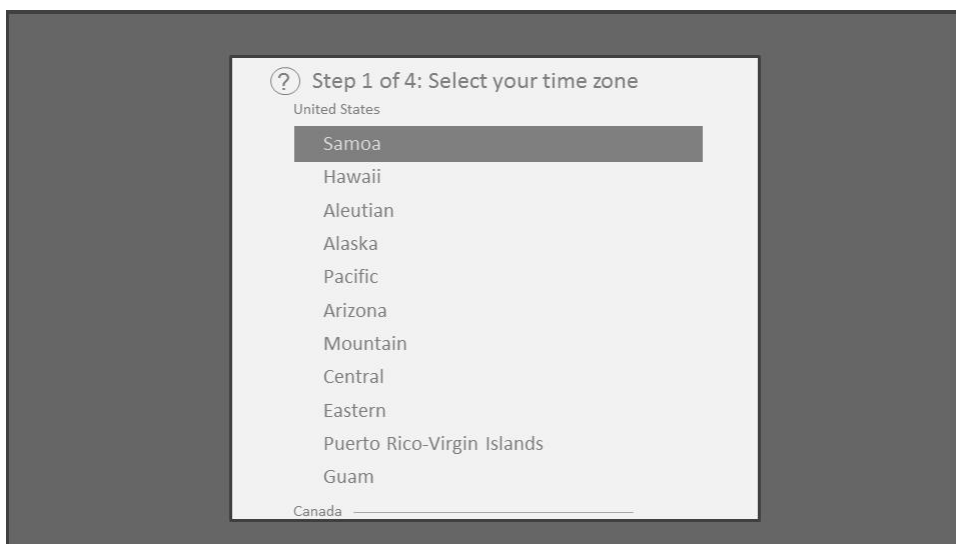 ? Step 1 of 4: Select your time zone
United States
Samoa
Hawaii
Aleutian
Alaska
Pacific
Arizona
Mountain
Central
Eastern
Puerto Rico-Virgin Islands
Guam
Canada